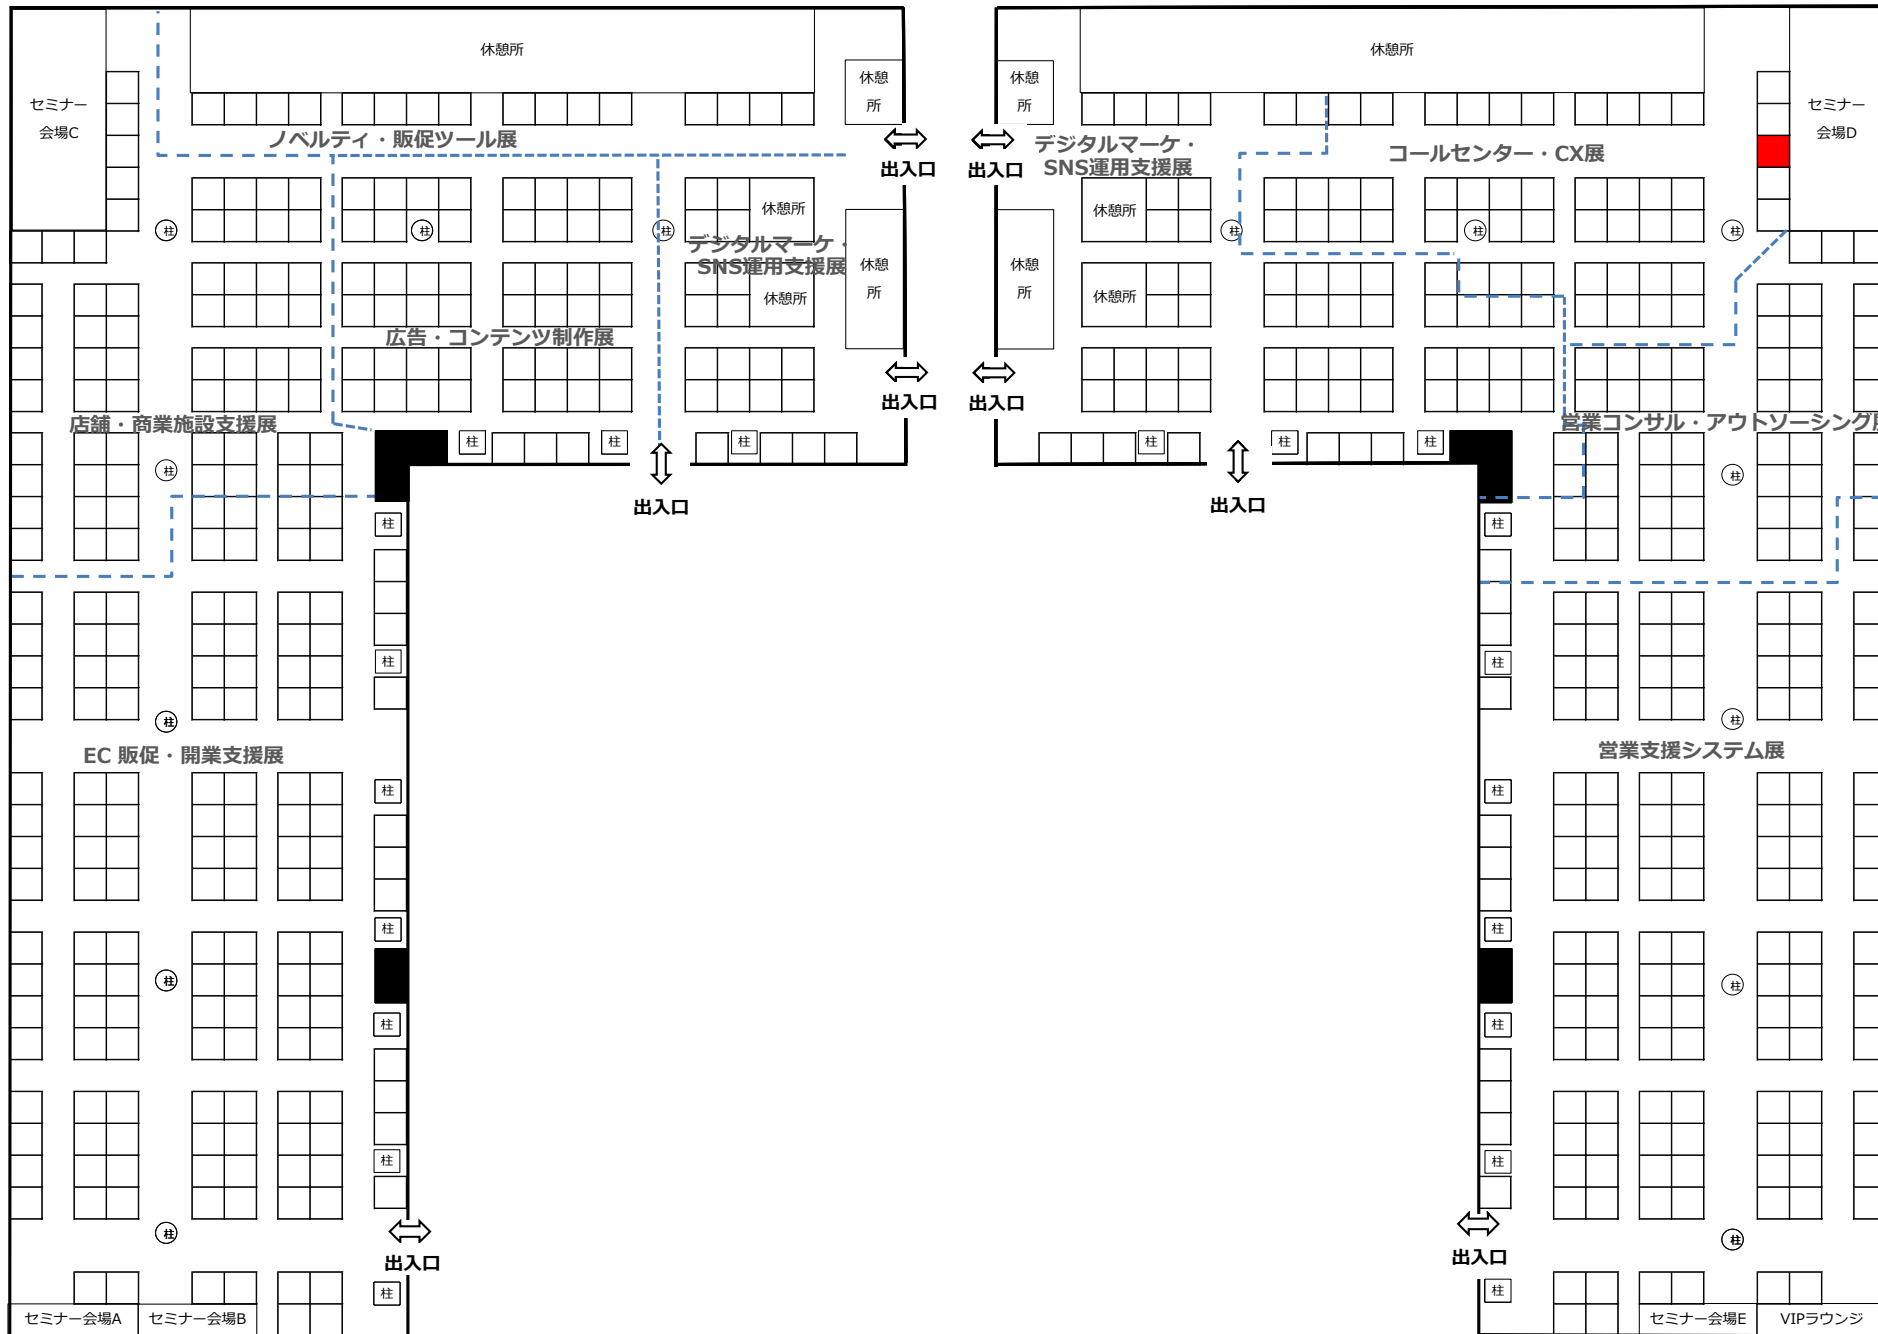 休憩所
休憩所
休憩
所
休憩
所
セミナー
会場C
セミナー
会場D
ノベルティ・販促ツール展
出入口
出入口
デジタルマーケ・
SNS運用支援展
コールセンター・CX展
休憩所
休憩所
柱
柱
柱
柱
柱
柱
デジタルマーケ・
SNS運用支援展
休憩
所
休憩
所
休憩所
休憩所
広告・コンテンツ制作展
出入口
出入口
店舗・商業施設支援展
営業コンサル・アウトソーシング
柱
柱
柱
柱
柱
柱
柱
柱
出入口
出入口
柱
柱
柱
柱
柱
柱
EC 販促・開業支援展
営業支援システム展
柱
柱
柱
柱
柱
柱
柱
柱
柱
柱
柱
柱
出入口
出入口
柱
柱
セミナー会場A
セミナー会場B
セミナー会場E
VIPラウンジ